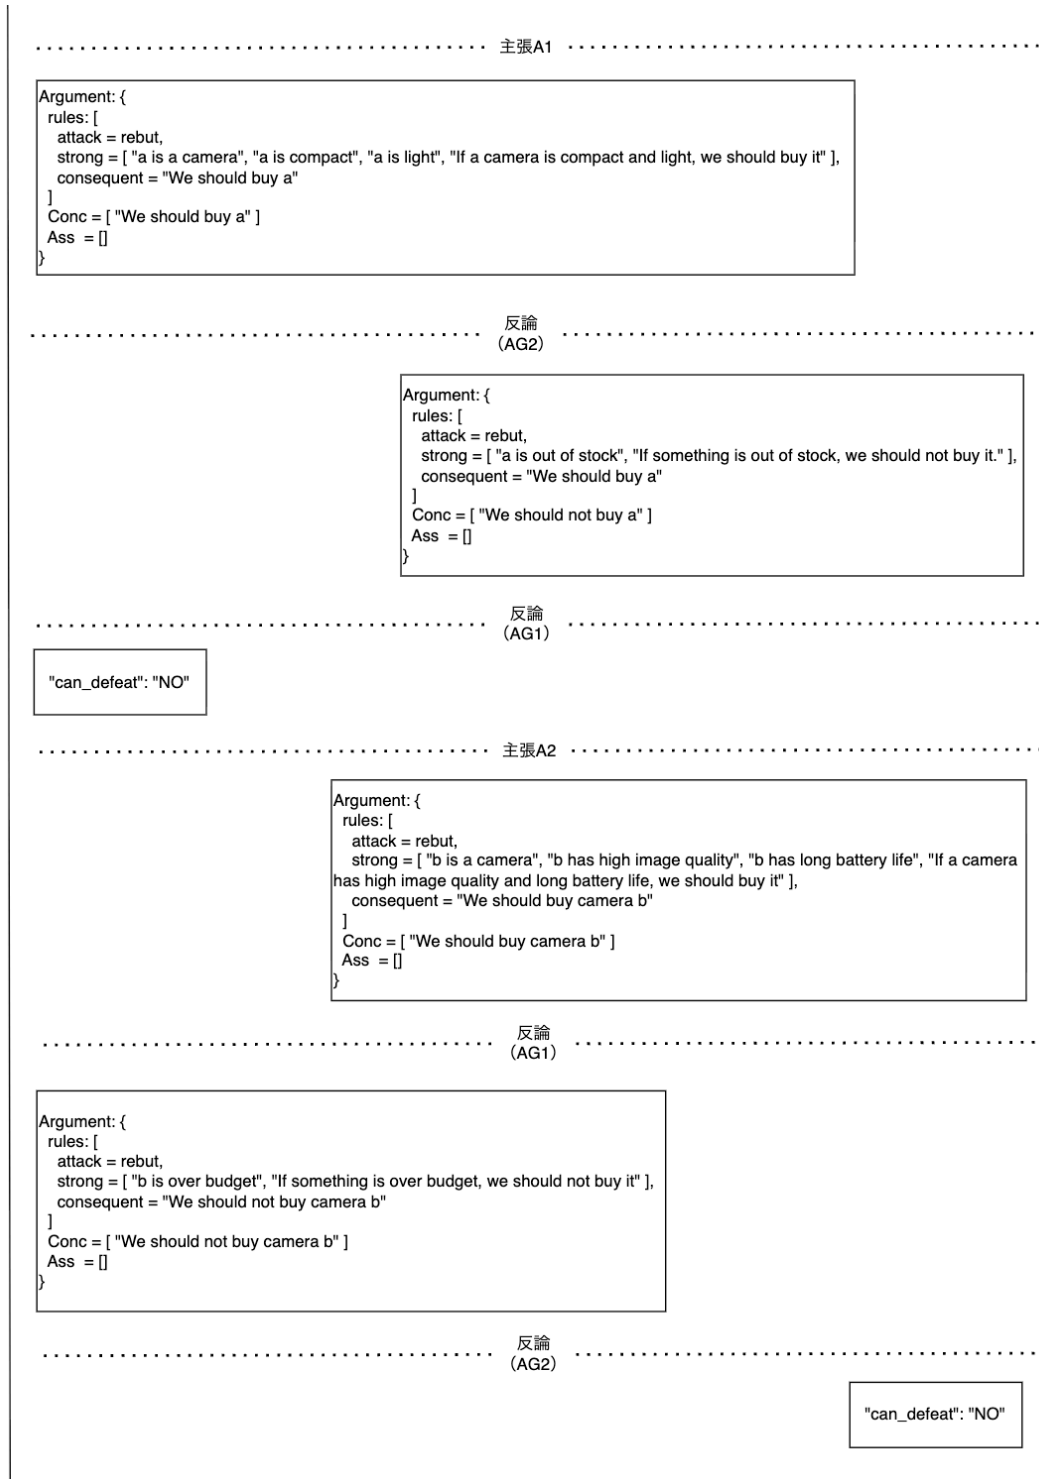 主張A1
Argument: {
rules: [
attack = rebut,
strong = [ "a is a camera", "a is compact", "a is light", "If a camera is compact and light, we should buy it" ],
consequent = "We should buy a"
]
Conc = [ "We should buy a" ]
Ass = []
}
反論
（AG2）
Argument: {
rules: [
attack = rebut,
strong = [ "a is out of stock", "If something is out of stock, we should not buy it." ],
consequent = "We should buy a"
]
Conc = [ "We should not buy a" ]
Ass = []
}
反論
（AG1）
"can_defeat": "NO"
主張A2
Argument: {
rules: [
attack = rebut,
strong = [ "b is a camera", "b has high image quality", "b has long battery life", "If a camera
has high image quality and long battery life, we should buy it" ],
consequent = "We should buy camera b"
]
Conc = [ "We should buy camera b" ]
Ass = []
}
反論
（AG1）
Argument: {
rules: [
attack = rebut,
strong = [ "b is over budget", "If something is over budget, we should not buy it" ],
consequent = "We should not buy camera b"
]
Conc = [ "We should not buy camera b" ]
Ass = []
}
反論
（AG2）
"can_defeat": "NO"